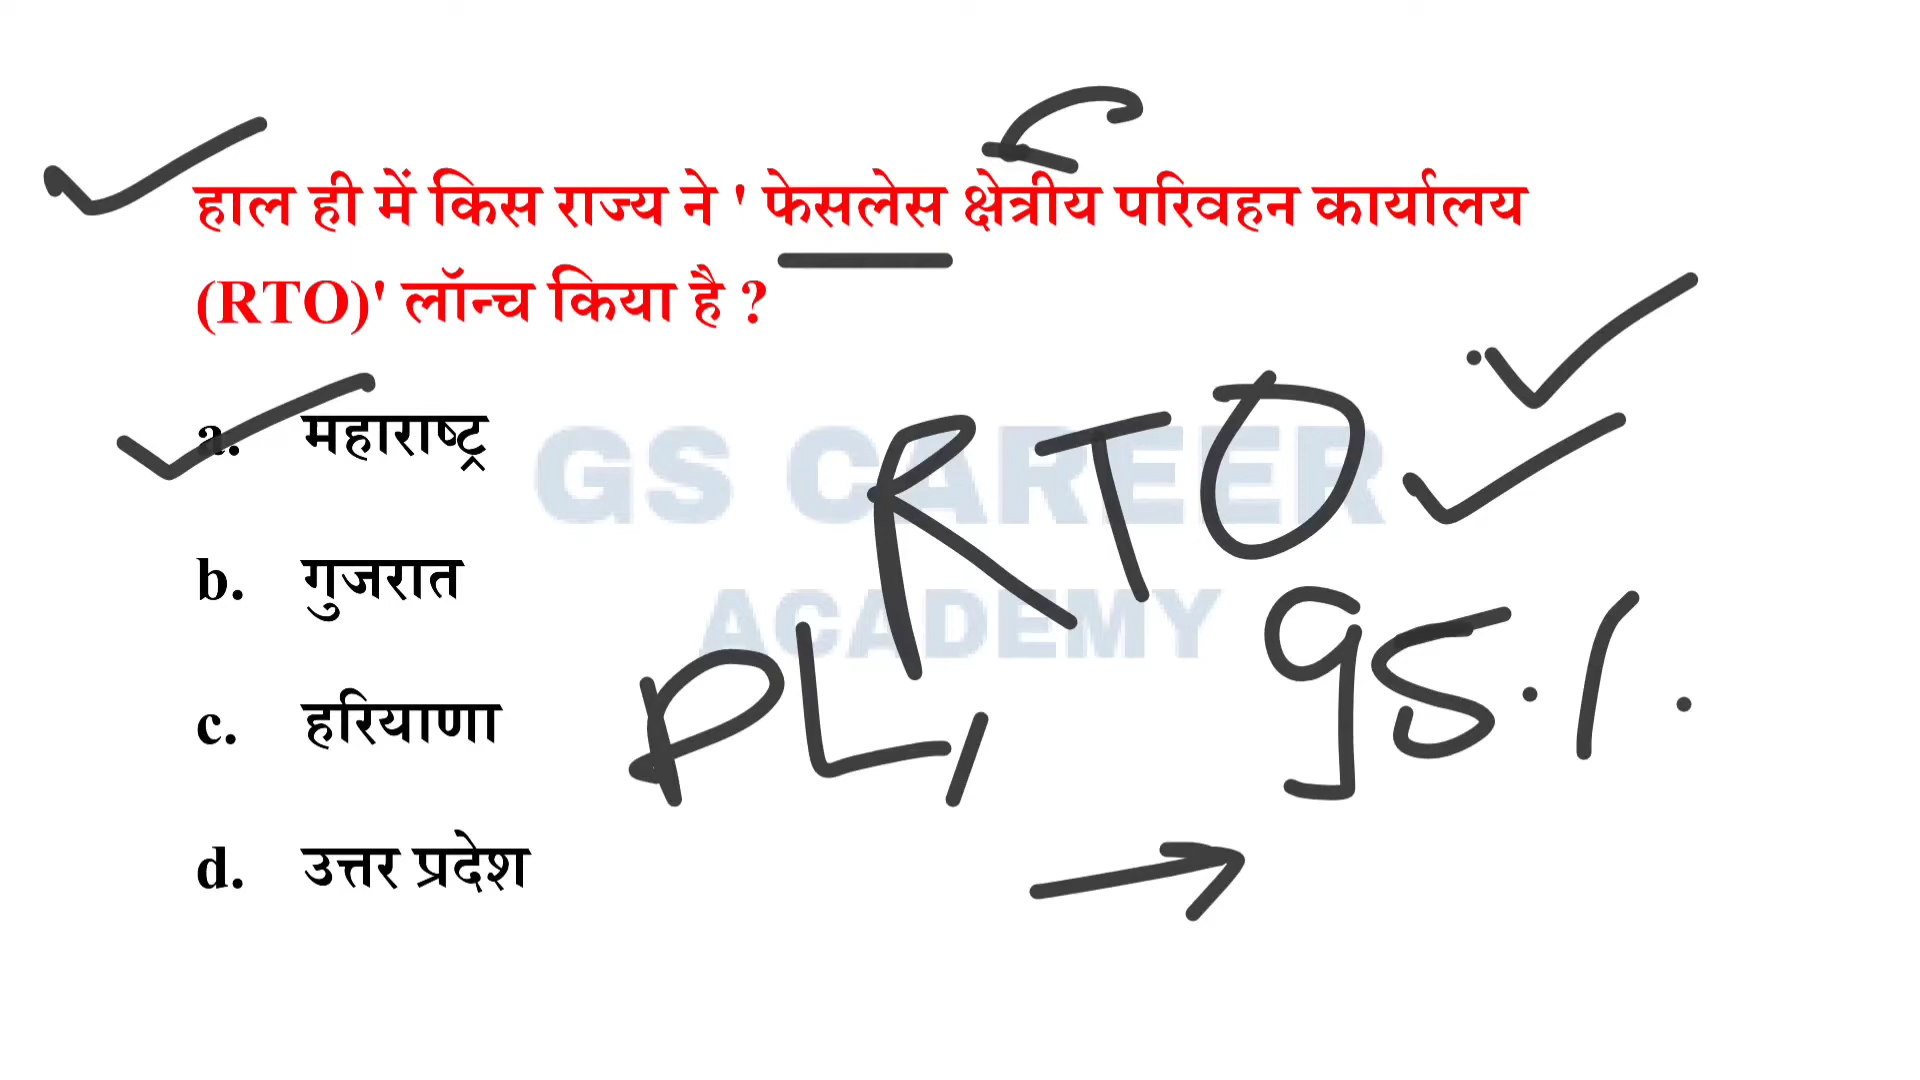 हाल ही में किस राज्य ने ' फेसलेस क्षेत्रीय परिवहन कार्यालय
(RTO)' लॉन्च किया है ?
a. महाराष्ट्र
b. गुजरात
c. हरियाणा
d. उत्तर प्रदेश
GS CAREER
ACADEMY
RTO
PL,
95.%.